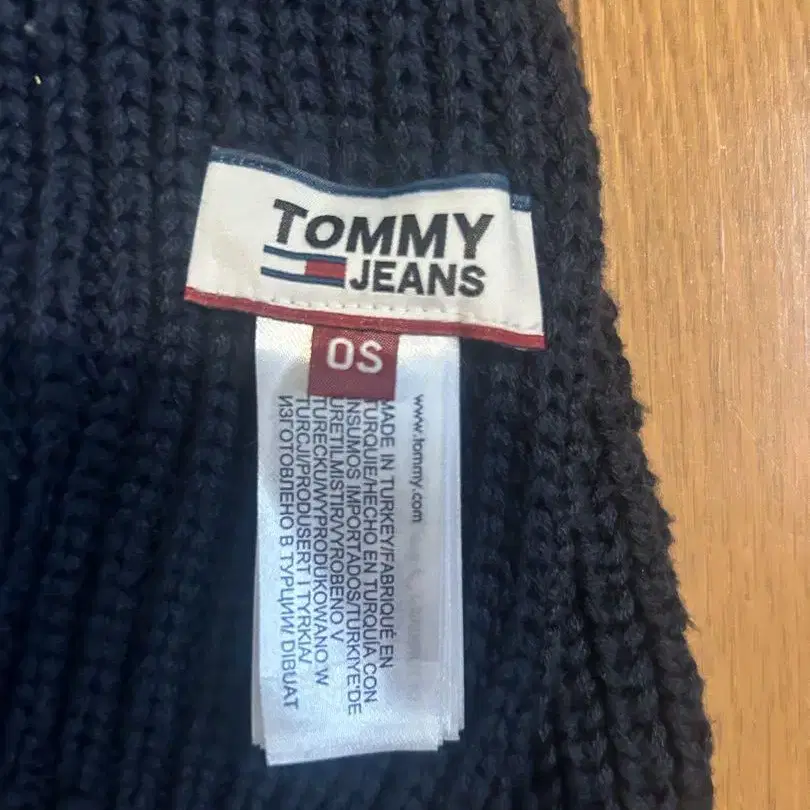 TOMMY
JEANS
OS
www.tommy.com
MADE IN TURKEY/FABRIQUÉ EN
TURQUIE/HECHO EN TURQUÍA CON
INSUMOS IMPORTADOS/TÜRKIYE'DE
ÜRETILMIŞTIR/VYROBENO V
TURECKU/WYPRODUKOWANO W
TURCJI/PRODUSERT I TYRKIA/
ИЗГОТОВЛЕНО В ТУРЦИИ/ DIBUAT